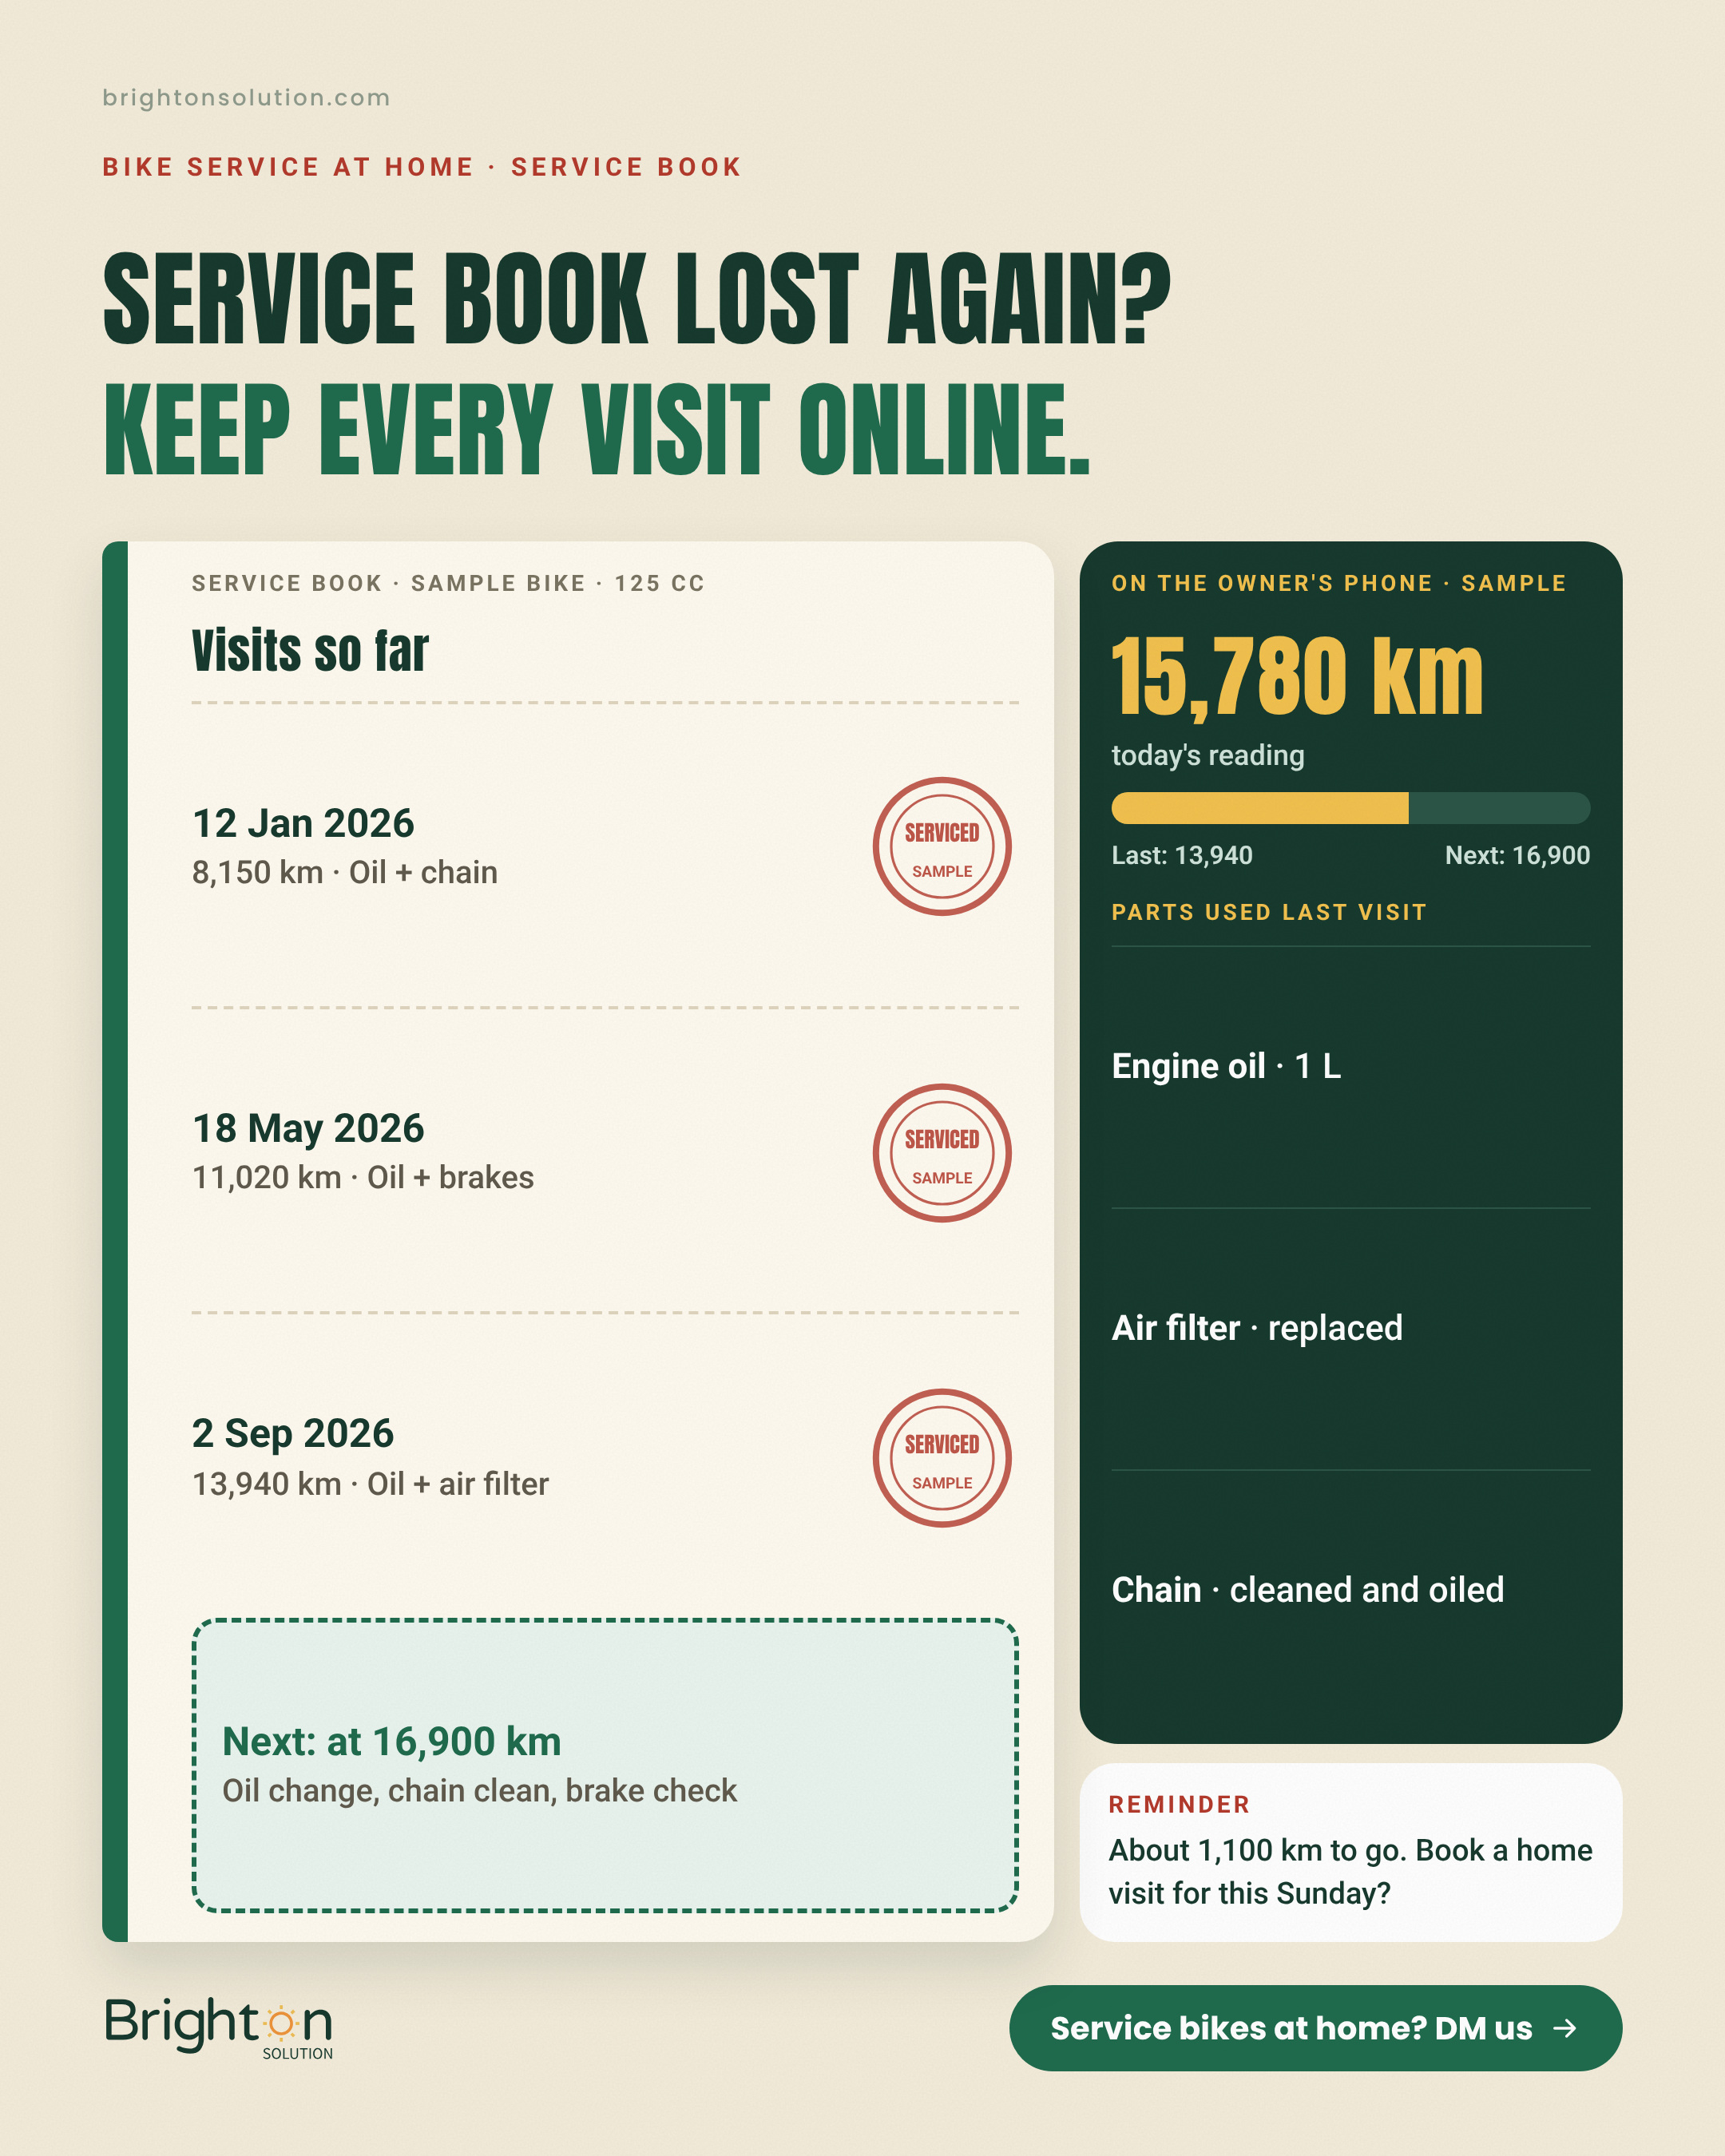 brightonsolution.com
BIKE SERVICE AT HOME · SERVICE BOOK
SERVICE BOOK LOST AGAIN?
KEEP EVERY VISIT ONLINE.
SERVICE BOOK · SAMPLE BIKE · 125 CC
Visits so far
12 Jan 2026
8,150 km · Oil + chain
SERVICED
SAMPLE
18 May 2026
11,020 km · Oil + brakes
SERVICED
SAMPLE
2 Sep 2026
13,940 km · Oil + air filter
SERVICED
SAMPLE
Next: at 16,900 km
Oil change, chain clean, brake check
ON THE OWNER'S PHONE · SAMPLE
15,780 km
today's reading
Last: 13,940 Next: 16,900
PARTS USED LAST VISIT
Engine oil · 1 L
Air filter · replaced
Chain · cleaned and oiled
REMINDER
About 1,100 km to go. Book a home
visit for this Sunday?
Brighton
SOLUTION
Service bikes at home? DM us →